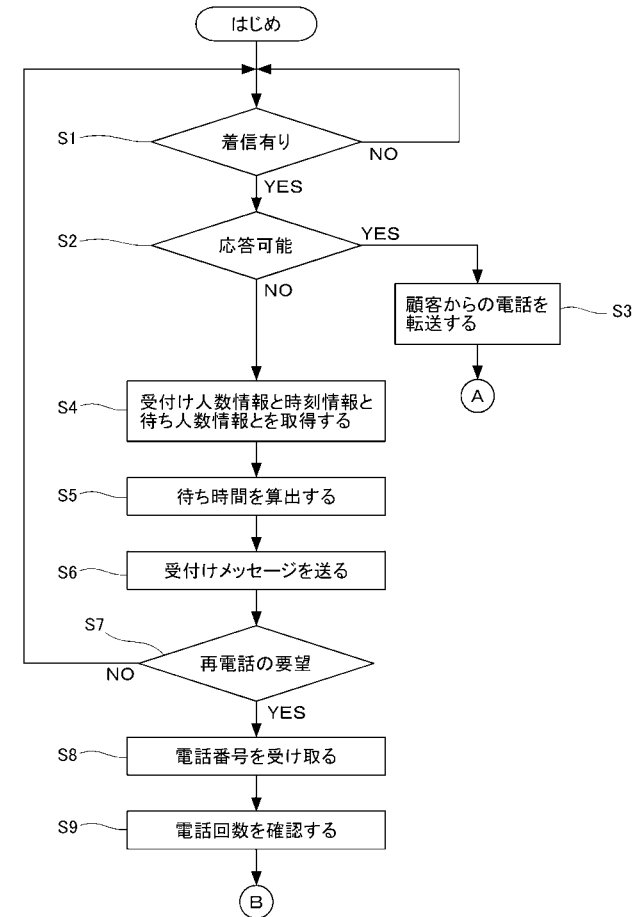 はじめ
S1
着信有り
NO
YES
S2
応答可能
YES
NO
顧客からの電話を
転送する
S3
A
S4
受付け人数情報と時刻情報と
待ち人数情報とを取得する
S5
待ち時間を算出する
S6
受付けメッセージを送る
S7
再電話の要望
NO
YES
S8
電話番号を受け取る
S9
電話回数を確認する
B